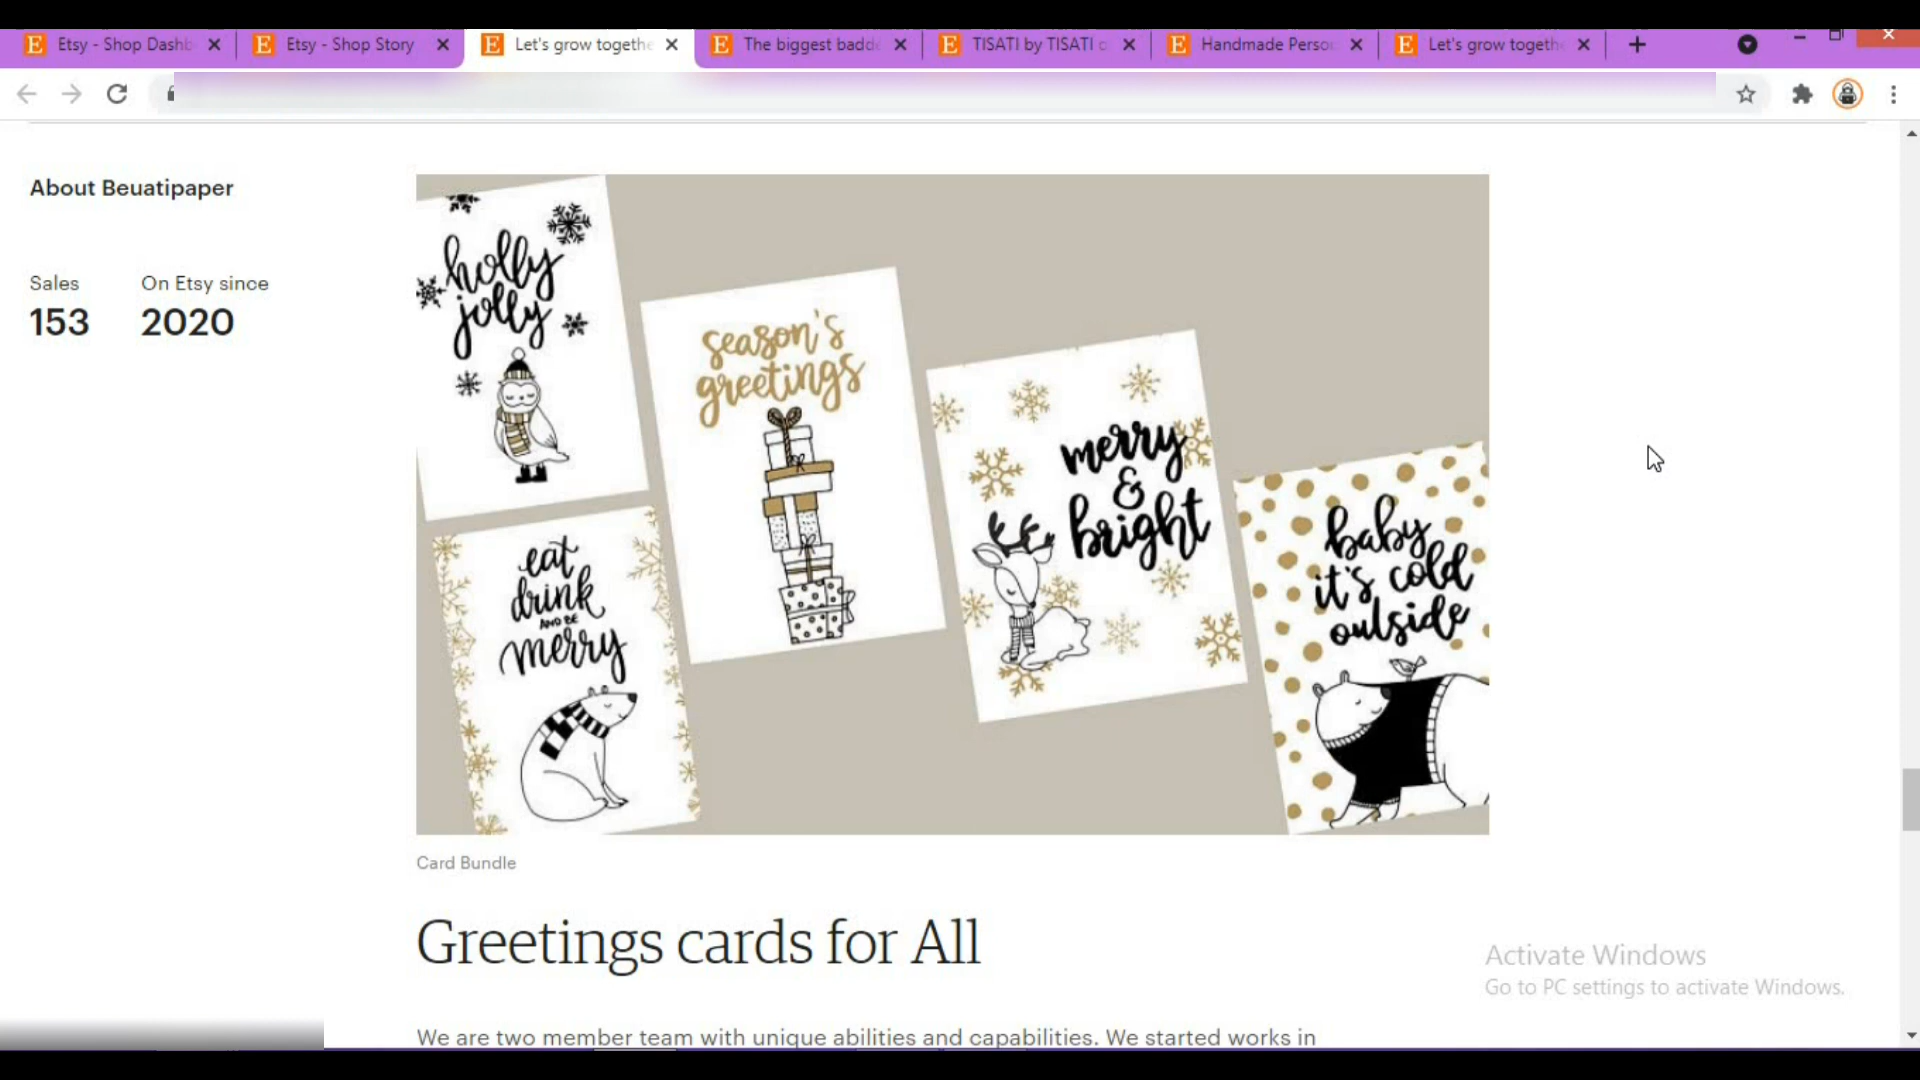 Etsy - Shop Dashb
Etsy - Shop Story
Let's grow togethe
The biggest badd
TISATI by TISATI o
Handmade Perso
Let's grow togeth
About Beuatipaper
Sales
153
On Etsy since
2020
holly
jolly
season's
greetings
merry
&
bright
baby
it's cold
outside
eat
drink
AND BE
merry
Card Bundle
Greetings cards for All
We are two member team with unique abilities and capabilities. We started works in
Activate Windows
Go to PC settings to activate Windows.